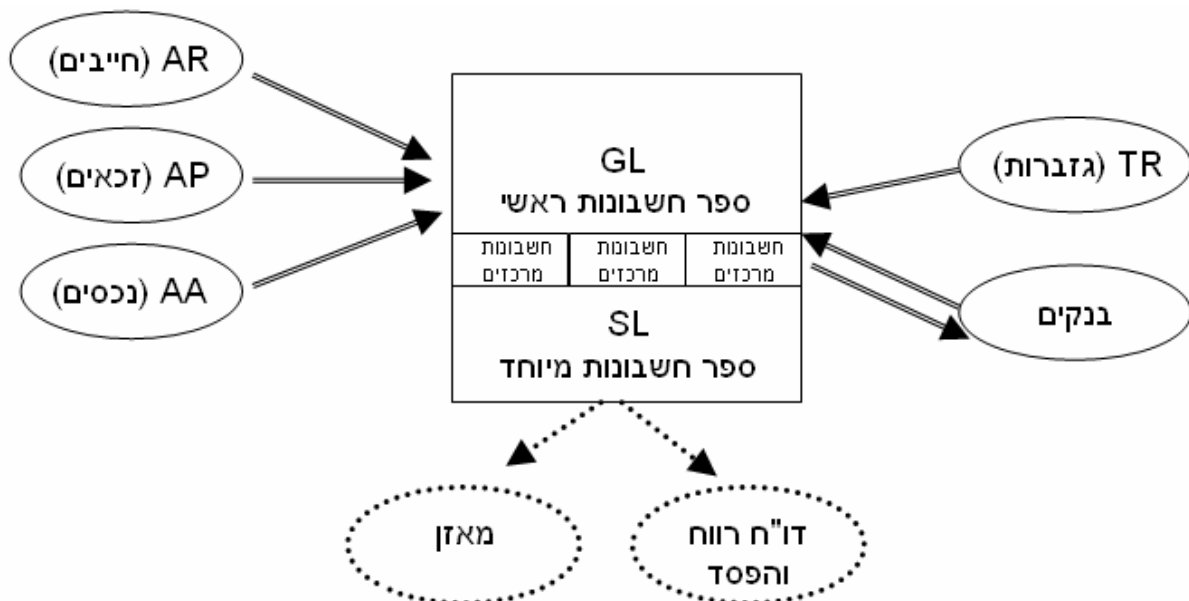 AR (חייבים)
AP (זכאים)
AA (נכסים)
GL
ספר חשבונות ראשי
חשבונות
מרכזים
חשבונות
מרכזים
חשבונות
מרכזים
SL
ספר חשבונות מיוחד
TR (גזברות)
בנקים
דו"ח רווח
והפסד
מאזן